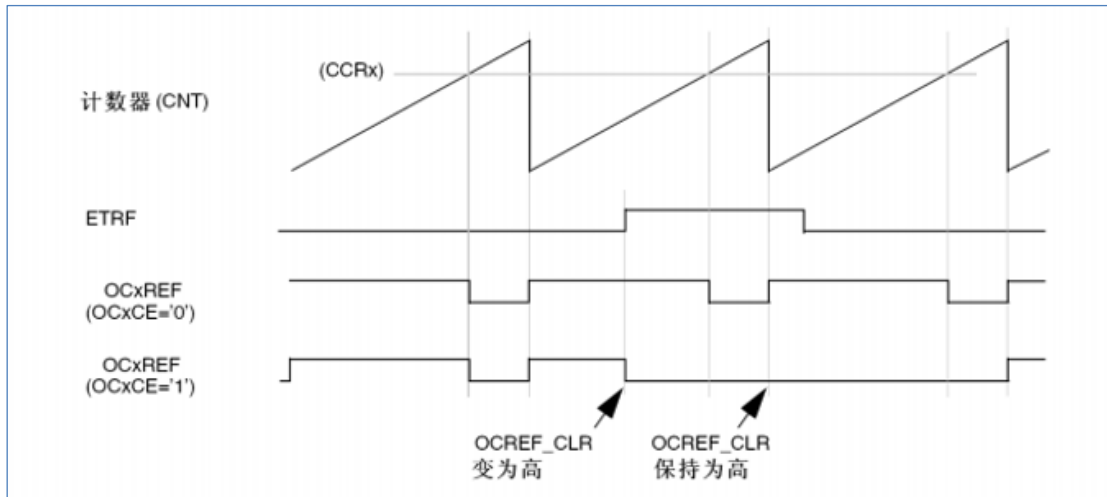 (CCRx)
计数器(CNT)
ETRF
OCxREF
(OCxCE='0')
OCxREF
(OCxCE='1')
OCREF_CLR
变为高
OCREF_CLR
保持为高